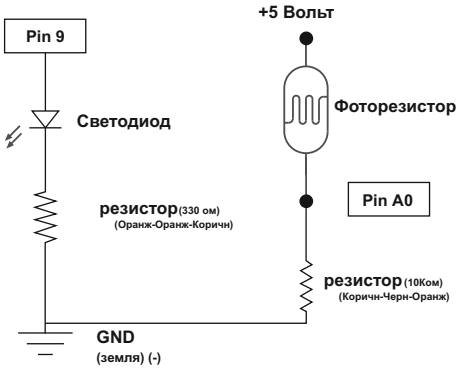 +5 Вольт
Pin 9
Фоторезистор
Светодиод
Pin A0
резистор(330 ом)
(Оранж-Оранж-Коричн)
резистор(10Ком)
(Коричн-Черн-Оранж)
GND
(земля) (-)